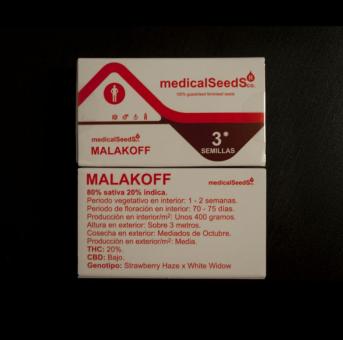 medicalSeedS co.
100% guaranteed feminised seeds
medicalSeedS co.
MALAKOFF
3*
SEMILLAS
MALAKOFF
medicalSeedS co.
80% sativa 20% indica.
Periodo vegetativo en interior: 1 - 2 semanas.
Periodo de floración en interior: 70 - 75 días.
Producción en interior/m²: Unos 400 gramos.
Altura en exterior: Sobre 3 metros.
Cosecha en exterior: Mediados de Octubre.
Producción en exterior/m²: Media.
THC: 20%.
CBD: Bajo.
Genotipo: Strawberry Haze x White Widow